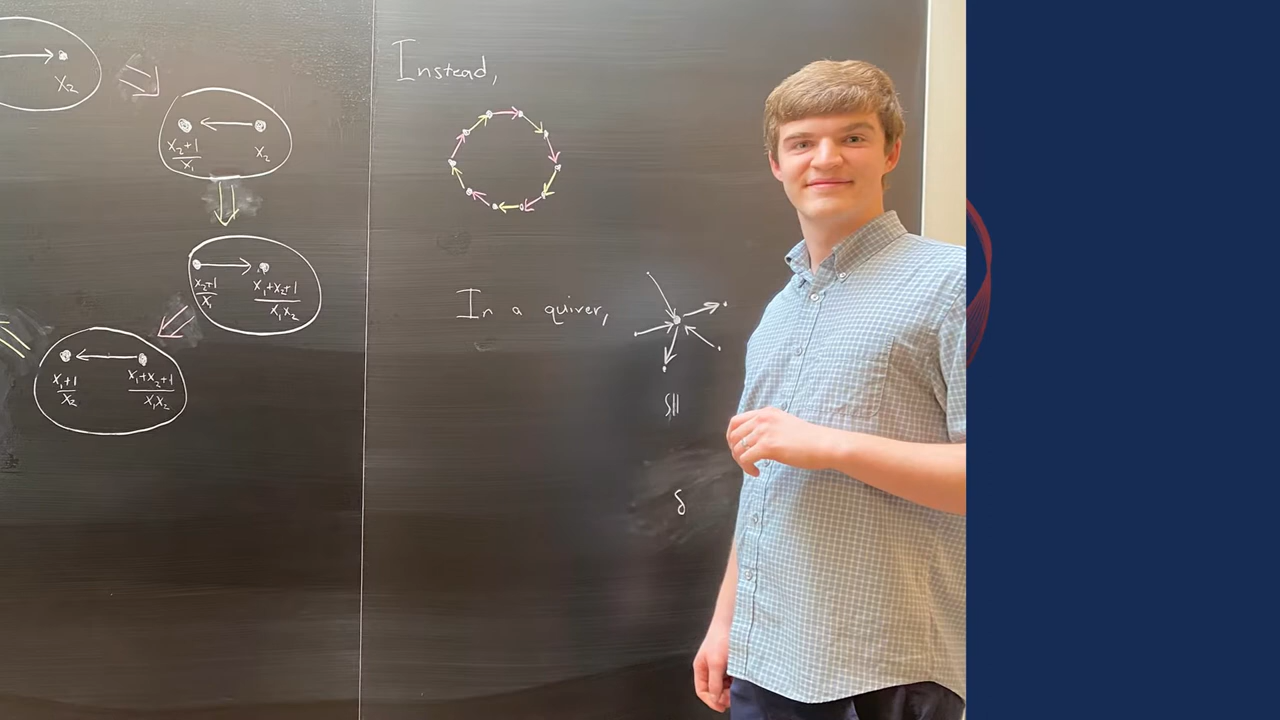 x₂
x₂+1
x₁
x₂
x₂+1
x₁
x₁+x₂+1
x₁x₂
x₁+1
x₂
x₁+x₂+1
x₁x₂
Instead,
In a quiver,